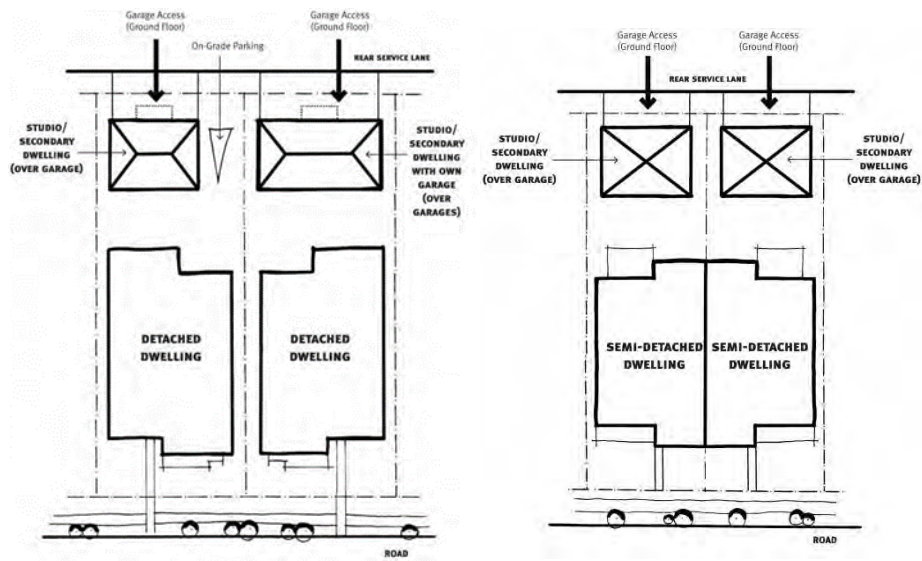 Garage Access
(Ground Floor)
On-Grade Parking
Garage Access
(Ground Floor)
REAR SERVICE LANE
STUDIO/
SECONDARY
DWELLING
(OVER GARAGE)
STUDIO/
SECONDARY
DWELLING
WITH OWN
GARAGE
(OVER
GARAGES)
DETACHED
DWELLING
DETACHED
DWELLING
ROAD
Garage Access
(Ground Floor)
Garage Access
(Ground Floor)
REAR SERVICE LANE
STUDIO/
SECONDARY
DWELLING
(OVER GARAGE)
STUDIO/
SECONDARY
DWELLING
(OVER GARAGE)
SEMI-DETACHED
DWELLING
SEMI-DETACHED
DWELLING
ROAD